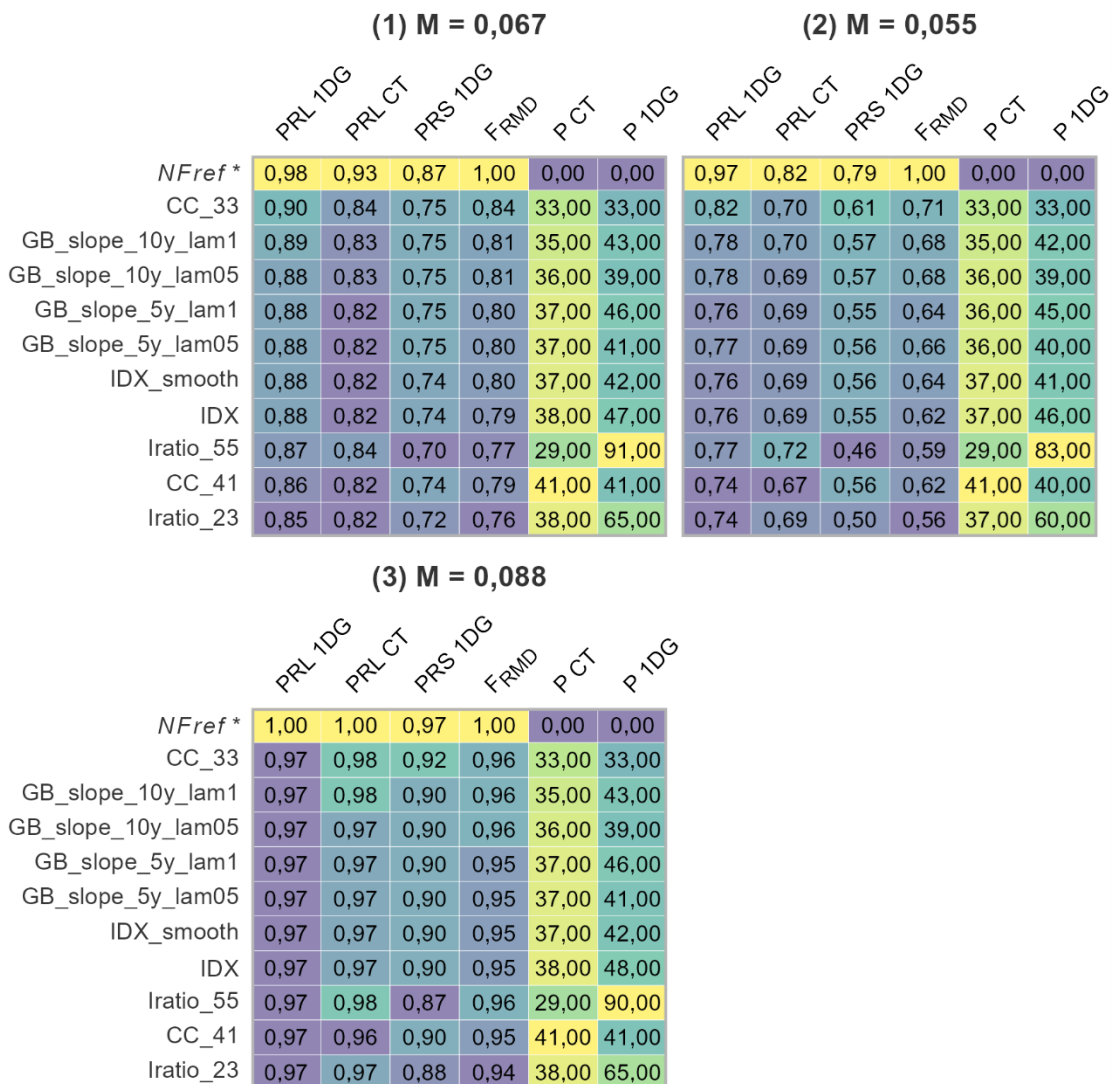 (1) M = 0,067
PRL 1DG PRL CT PRS 1DG FRMD P CT P 1DG
NFref * 0,98 0,93 0,87 1,00 0,00 0,00
CC_33 0,90 0,84 0,75 0,84 33,00 33,00
GB_slope_10y_lam1 0,89 0,83 0,75 0,81 35,00 43,00
GB_slope_10y_lam05 0,88 0,83 0,75 0,81 36,00 39,00
GB_slope_5y_lam1 0,88 0,82 0,75 0,80 37,00 46,00
GB_slope_5y_lam05 0,88 0,82 0,75 0,80 37,00 41,00
IDX_smooth 0,88 0,82 0,74 0,80 37,00 42,00
IDX 0,88 0,82 0,74 0,79 38,00 47,00
Iratio_55 0,87 0,84 0,70 0,77 29,00 91,00
CC_41 0,86 0,82 0,74 0,79 41,00 41,00
Iratio_23 0,85 0,82 0,72 0,76 38,00 65,00
(2) M = 0,055
PRL 1DG PRL CT PRS 1DG FRMD P CT P 1DG
0,97 0,82 0,79 1,00 0,00 0,00
0,82 0,70 0,61 0,71 33,00 33,00
0,78 0,70 0,57 0,68 35,00 42,00
0,78 0,69 0,57 0,68 36,00 39,00
0,76 0,69 0,55 0,64 36,00 45,00
0,77 0,69 0,56 0,66 36,00 40,00
0,76 0,69 0,56 0,64 37,00 41,00
0,76 0,69 0,55 0,62 37,00 46,00
0,77 0,72 0,46 0,59 29,00 83,00
0,74 0,67 0,56 0,62 41,00 40,00
0,74 0,69 0,50 0,56 37,00 60,00
(3) M = 0,088
PRL 1DG PRL CT PRS 1DG FRMD P CT P 1DG
NFref * 1,00 1,00 0,97 1,00 0,00 0,00
CC_33 0,97 0,98 0,92 0,96 33,00 33,00
GB_slope_10y_lam1 0,97 0,98 0,90 0,96 35,00 43,00
GB_slope_10y_lam05 0,97 0,97 0,90 0,96 36,00 39,00
GB_slope_5y_lam1 0,97 0,97 0,90 0,95 37,00 46,00
GB_slope_5y_lam05 0,97 0,97 0,90 0,95 37,00 41,00
IDX_smooth 0,97 0,97 0,90 0,95 37,00 42,00
IDX 0,97 0,97 0,90 0,95 38,00 48,00
Iratio_55 0,97 0,98 0,87 0,96 29,00 90,00
CC_41 0,97 0,96 0,90 0,95 41,00 41,00
Iratio_23 0,97 0,97 0,88 0,94 38,00 65,00